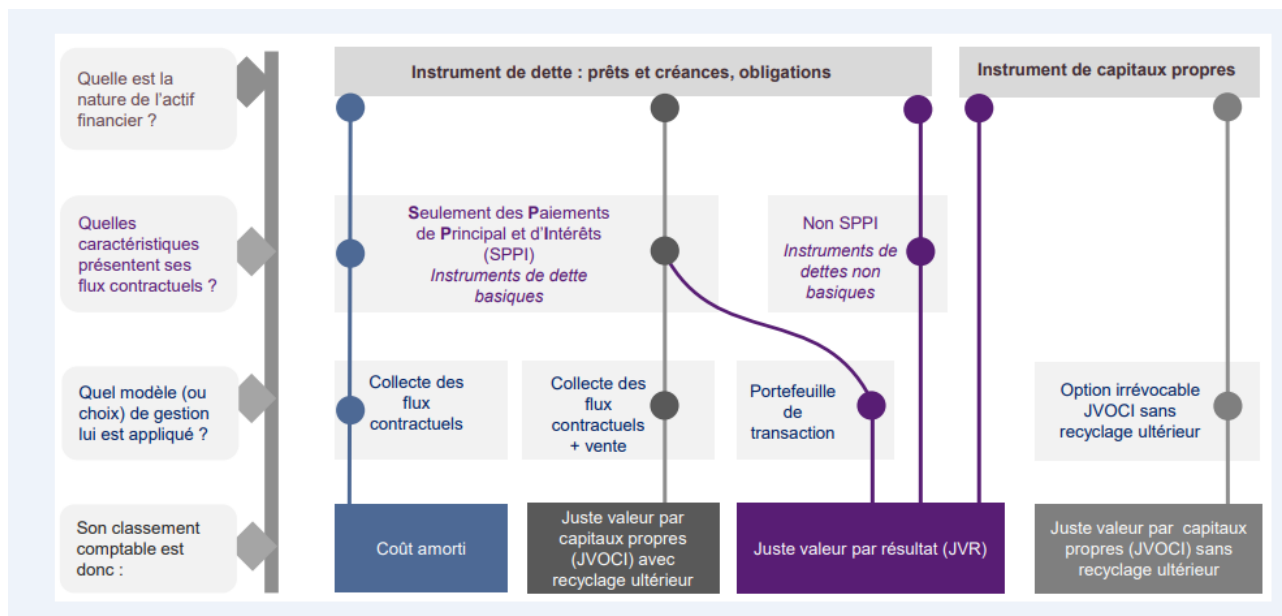 Quelle est la
nature de l'actif
financier ?
Instrument de dette : prêts et créances, obligations
Instrument de capitaux propres
Quelles
caractéristiques
présentent ses
flux contractuels ?
Seulement des Paiements
de Principal et d'Intérêts
(SPPI)
Instruments de dette
basiques
Non SPPI
Instruments de
dettes non
basiques
Quel modèle (ou
choix) de gestion
lui est appliqué ?
Collecte des
flux
contractuels
Collecte des
flux
contractuels
+ vente
Portefeuille
de
transaction
Option irrévocable
JVOCI sans
recyclage ultérieur
Son classement
comptable est
donc :
Coût amorti
Juste valeur par
capitaux propres
(JVOCI) avec
recyclage ultérieur
Juste valeur par résultat (JVR)
Juste valeur par capitaux
propres (JVOCI) sans
recyclage ultérieur